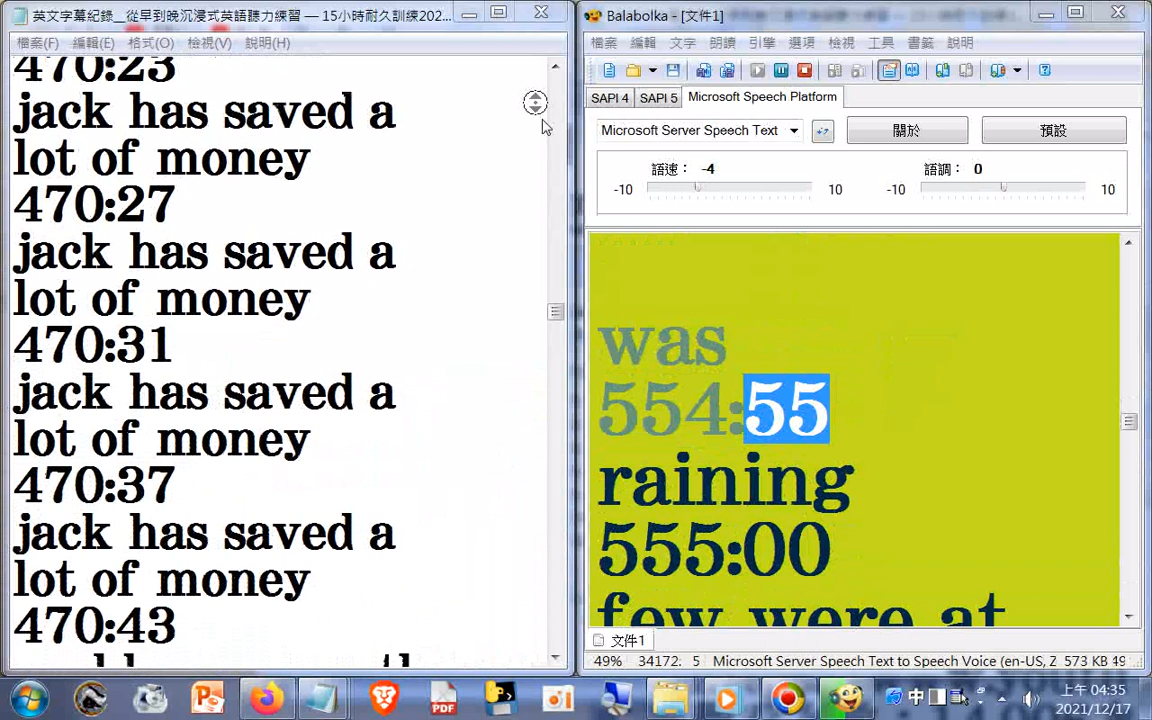 英文字幕紀錄__從早到晚沉浸式英語聽力練習 — 15小時耐久訓練202...
檔案(F) 編輯(E) 格式(O) 檢視(V) 說明(H)
470:23
jack has saved a
lot of money
470:27
jack has saved a
lot of money
470:31
jack has saved a
lot of money
470:37
jack has saved a
lot of money
470:43
Balabolka - [文件1]
檔案 編輯 文字 朗讀 引擎 選項 檢視 工具 書籤 說明
SAPI 4 SAPI 5 Microsoft Speech Platform
Microsoft Server Speech Text 關於 預設
語速： -4 語調： 0
-10 10 -10 10
was
554:55
raining
555:00
few were at
文件1
49% 34172: 5 Microsoft Server Speech Text to Speech Voice (en-US, Z 573 KB 49
中
上午 04:35
2021/12/17